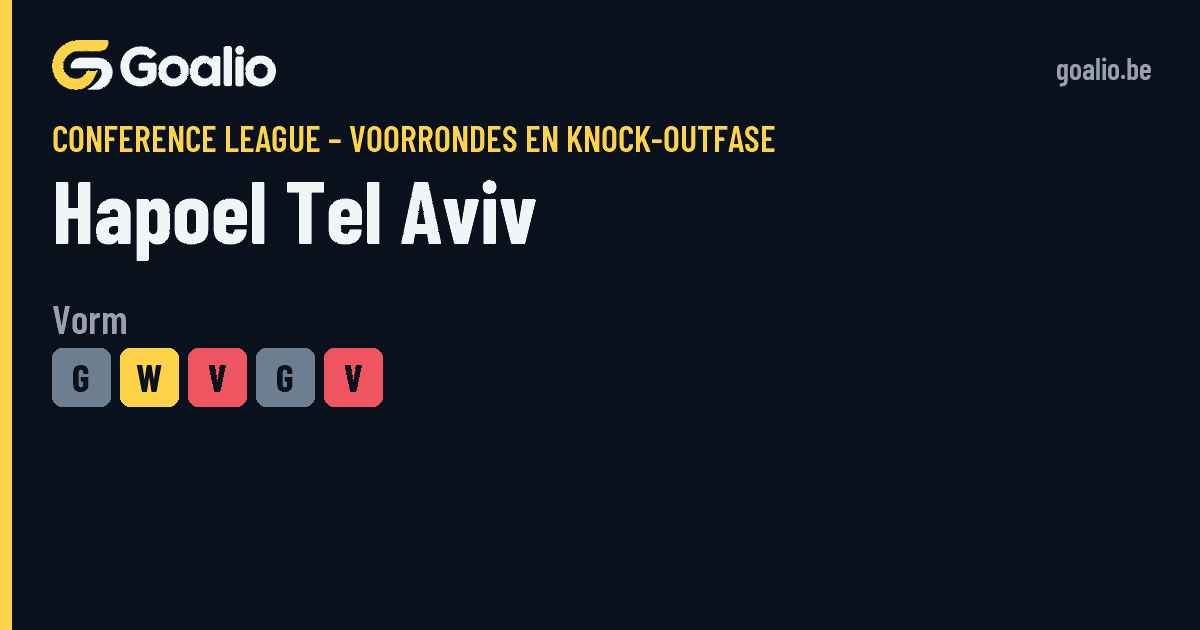 Goalio
goalio.be
CONFERENCE LEAGUE – VOORRONDES EN KNOCK-OUTFASE
Hapoel Tel Aviv
Vorm
G W V G V